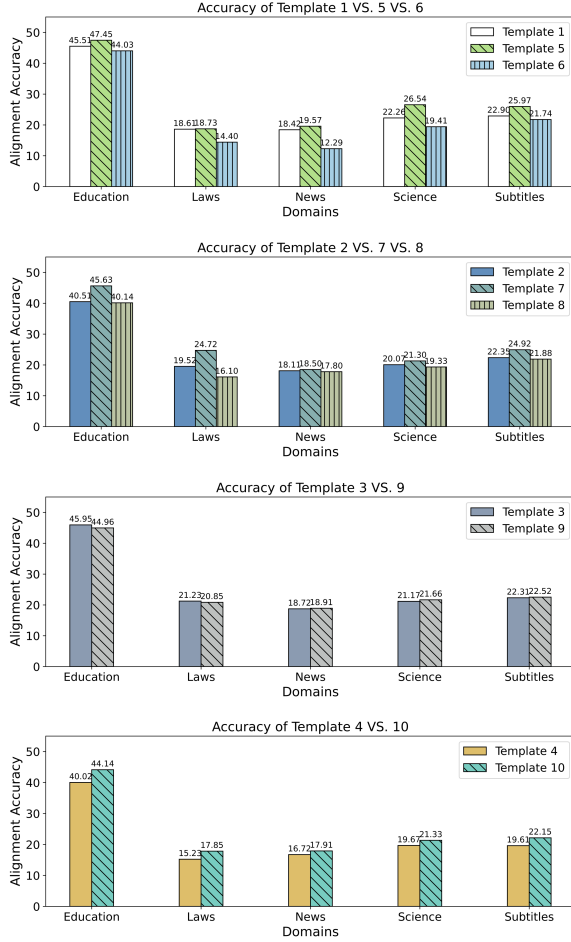 Accuracy of Template 1 VS. 5 VS. 6
Alignment Accuracy
50
40
30
20
10
0
45.51 47.45 44.03
18.61 18.73 14.40
18.42 19.57 12.29
22.26 26.54 19.41
22.90 25.97 21.74
Template 1
Template 5
Template 6
Education Laws News Science Subtitles
Domains
Accuracy of Template 2 VS. 7 VS. 8
Alignment Accuracy
50
40
30
20
10
0
40.51 45.63 40.14
19.52 24.72 16.10
18.11 18.50 17.80
20.07 21.30 19.33
22.35 24.92 21.88
Template 2
Template 7
Template 8
Education Laws News Science Subtitles
Domains
Accuracy of Template 3 VS. 9
Alignment Accuracy
50
40
30
20
10
0
45.95 44.96
21.23 20.85
18.72 18.91
21.17 21.66
22.31 22.52
Template 3
Template 9
Education Laws News Science Subtitles
Domains
Accuracy of Template 4 VS. 10
Alignment Accuracy
50
40
30
20
10
0
40.02 44.14
15.23 17.85
16.72 17.91
19.67 21.33
19.61 22.15
Template 4
Template 10
Education Laws News Science Subtitles
Domains